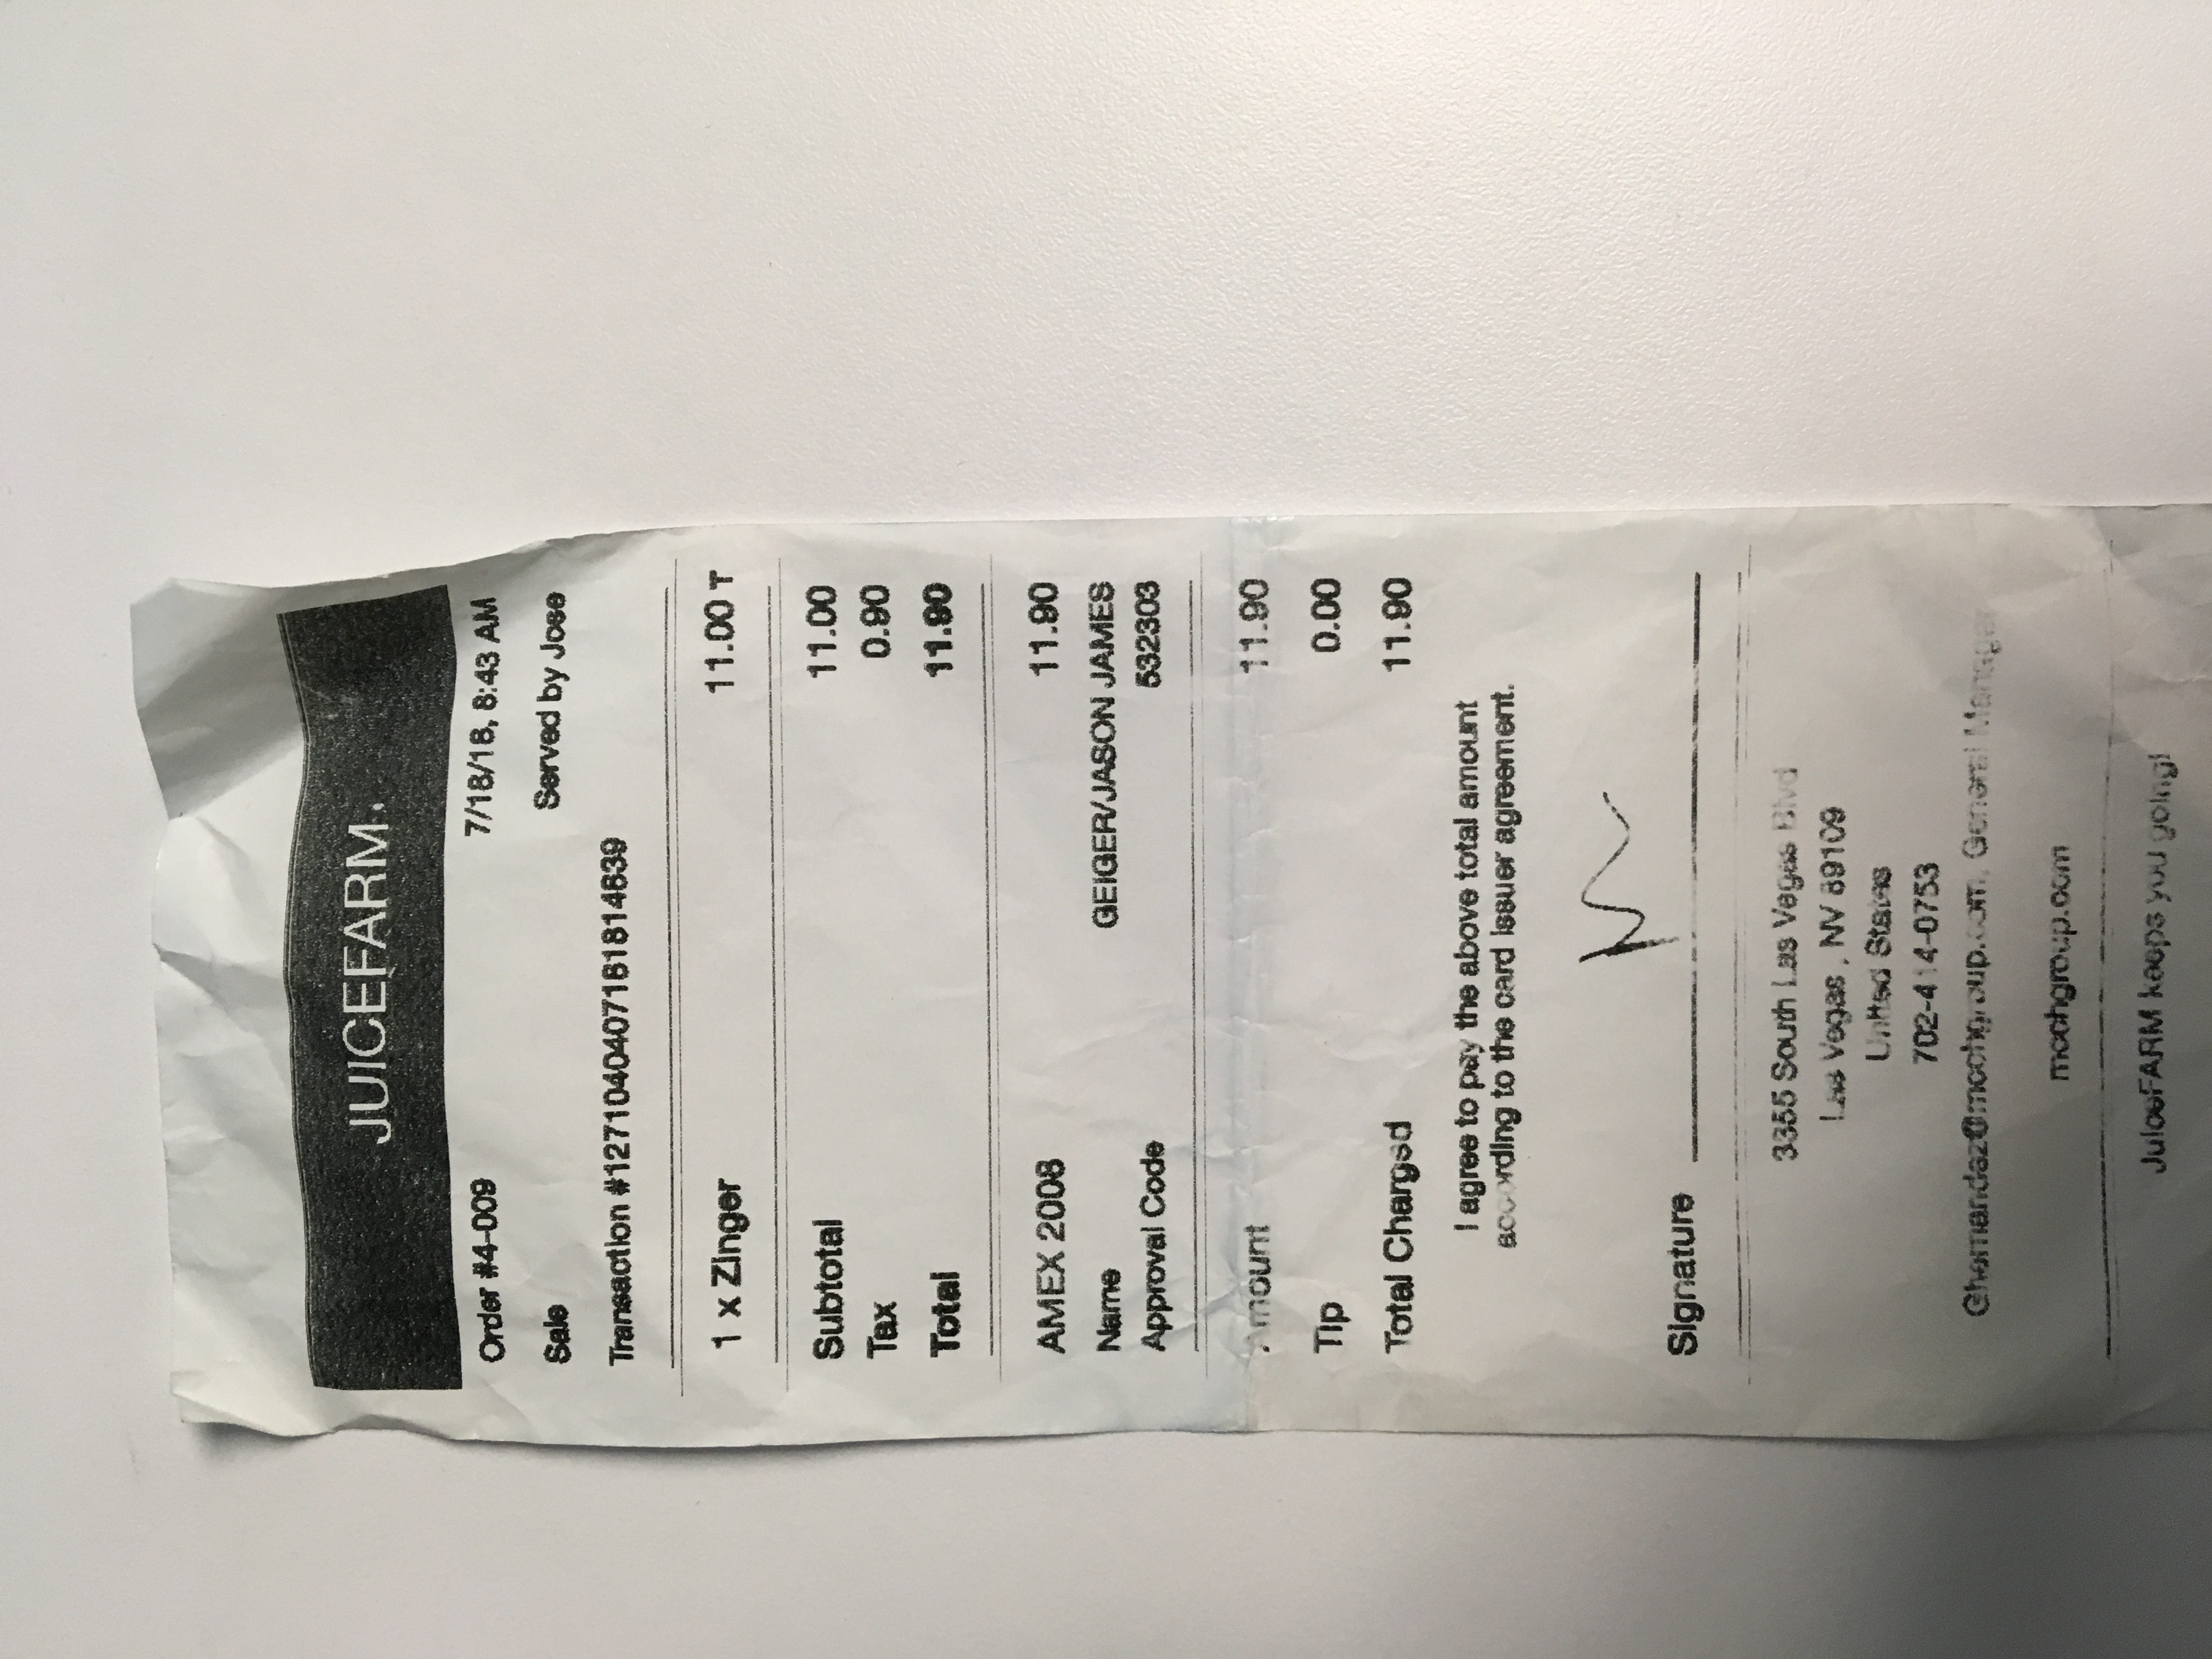 JUICEFARM.
Order #4-009 7/18/18, 8:43 AM
Sale Served by Jose
Transaction #1271040407181814839
1 x Zinger 11.00 T
Subtotal 11.00
Tax 0.90
Total 11.90
AMEX 2008 11.90
Name GEIGER/JASON JAMES
Approval Code 532303
Amount 11.90
Tip 0.00
Total Charged 11.90
I agree to pay the above total amount
according to the card issuer agreement.
Signature
3355 South Las Vegas Blvd
Las Vegas , NV 89109
United States
702-414-0753
Ghernandez@mcchgroup.com, General Manager
mcchgroup.com
JuiceFARM keeps you going!